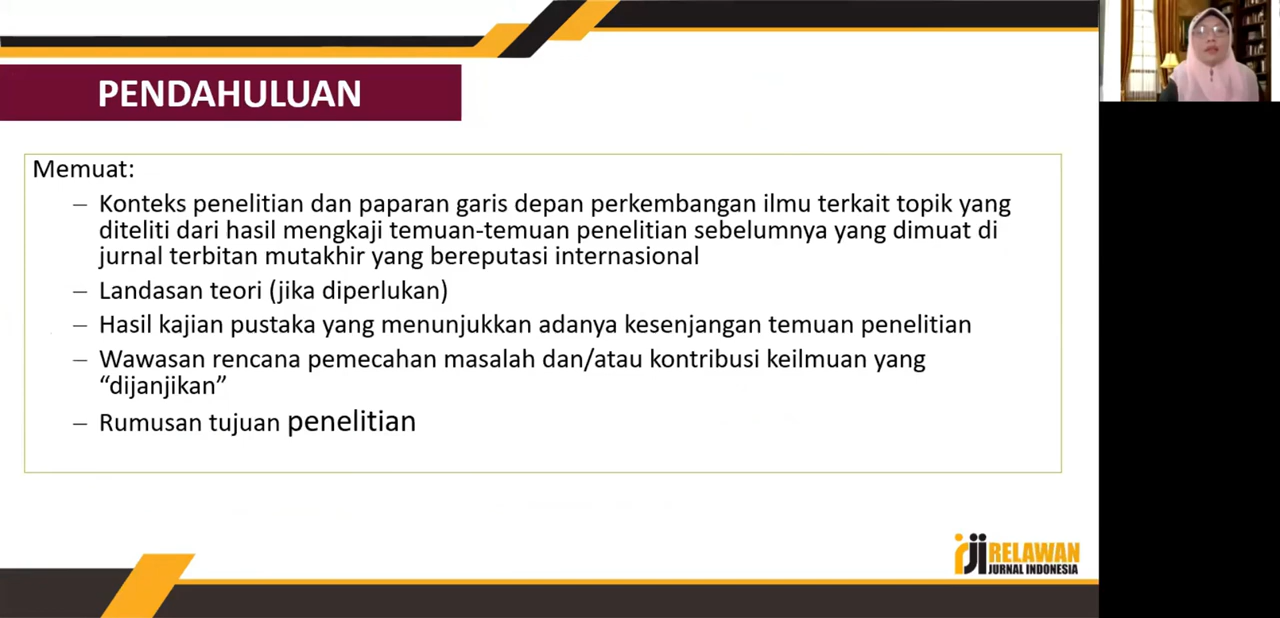 PENDAHULUAN
Memuat:
– Konteks penelitian dan paparan garis depan perkembangan ilmu terkait topik yang
diteliti dari hasil mengkaji temuan-temuan penelitian sebelumnya yang dimuat di
jurnal terbitan mutakhir yang bereputasi internasional
– Landasan teori (jika diperlukan)
– Hasil kajian pustaka yang menunjukkan adanya kesenjangan temuan penelitian
– Wawasan rencana pemecahan masalah dan/atau kontribusi keilmuan yang
“dijanjikan”
– Rumusan tujuan penelitian
rji RELAWAN
JURNAL INDONESIA